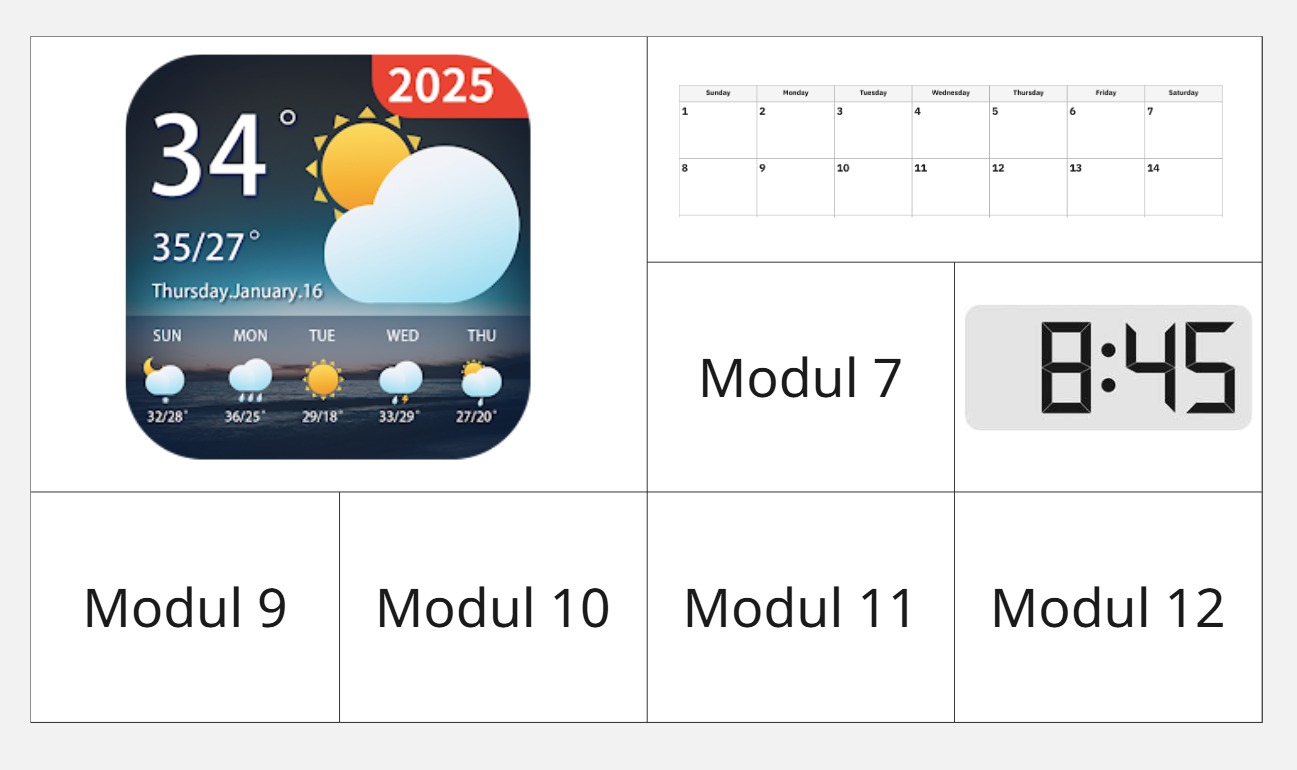 2025
34°
35/27°
Thursday.January.16
SUN MON TUE WED THU
32/28° 36/25° 29/18° 33/29° 27/20°
Sunday Monday Tuesday Wednesday Thursday Friday Saturday
1 2 3 4 5 6 7
8 9 10 11 12 13 14
Modul 7
8:45
Modul 9
Modul 10
Modul 11
Modul 12